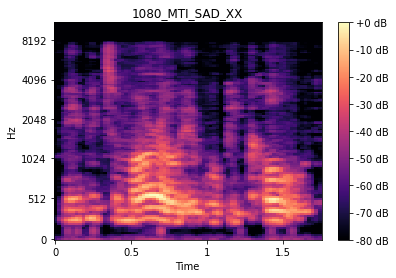 1080_MTI_SAD_XX
8192
4096
2048
1024
512
0
Hz
0
0.5
1
1.5
Time
+0 dB
-10 dB
-20 dB
-30 dB
-40 dB
-50 dB
-60 dB
-70 dB
-80 dB